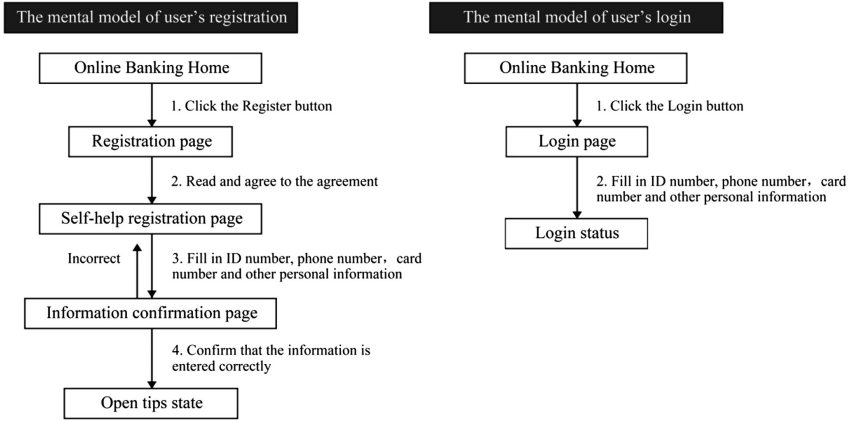 The mental model of user's registration
Online Banking Home
1. Click the Register button
Registration page
2. Read and agree to the agreement
Self-help registration page
Incorrect
3. Fill in ID number, phone number，card
number and other personal information
Information confirmation page
4. Confirm that the information is
entered correctly
Open tips state
The mental model of user's login
Online Banking Home
1. Click the Login button
Login page
2. Fill in ID number, phone number，card
number and other personal information
Login status